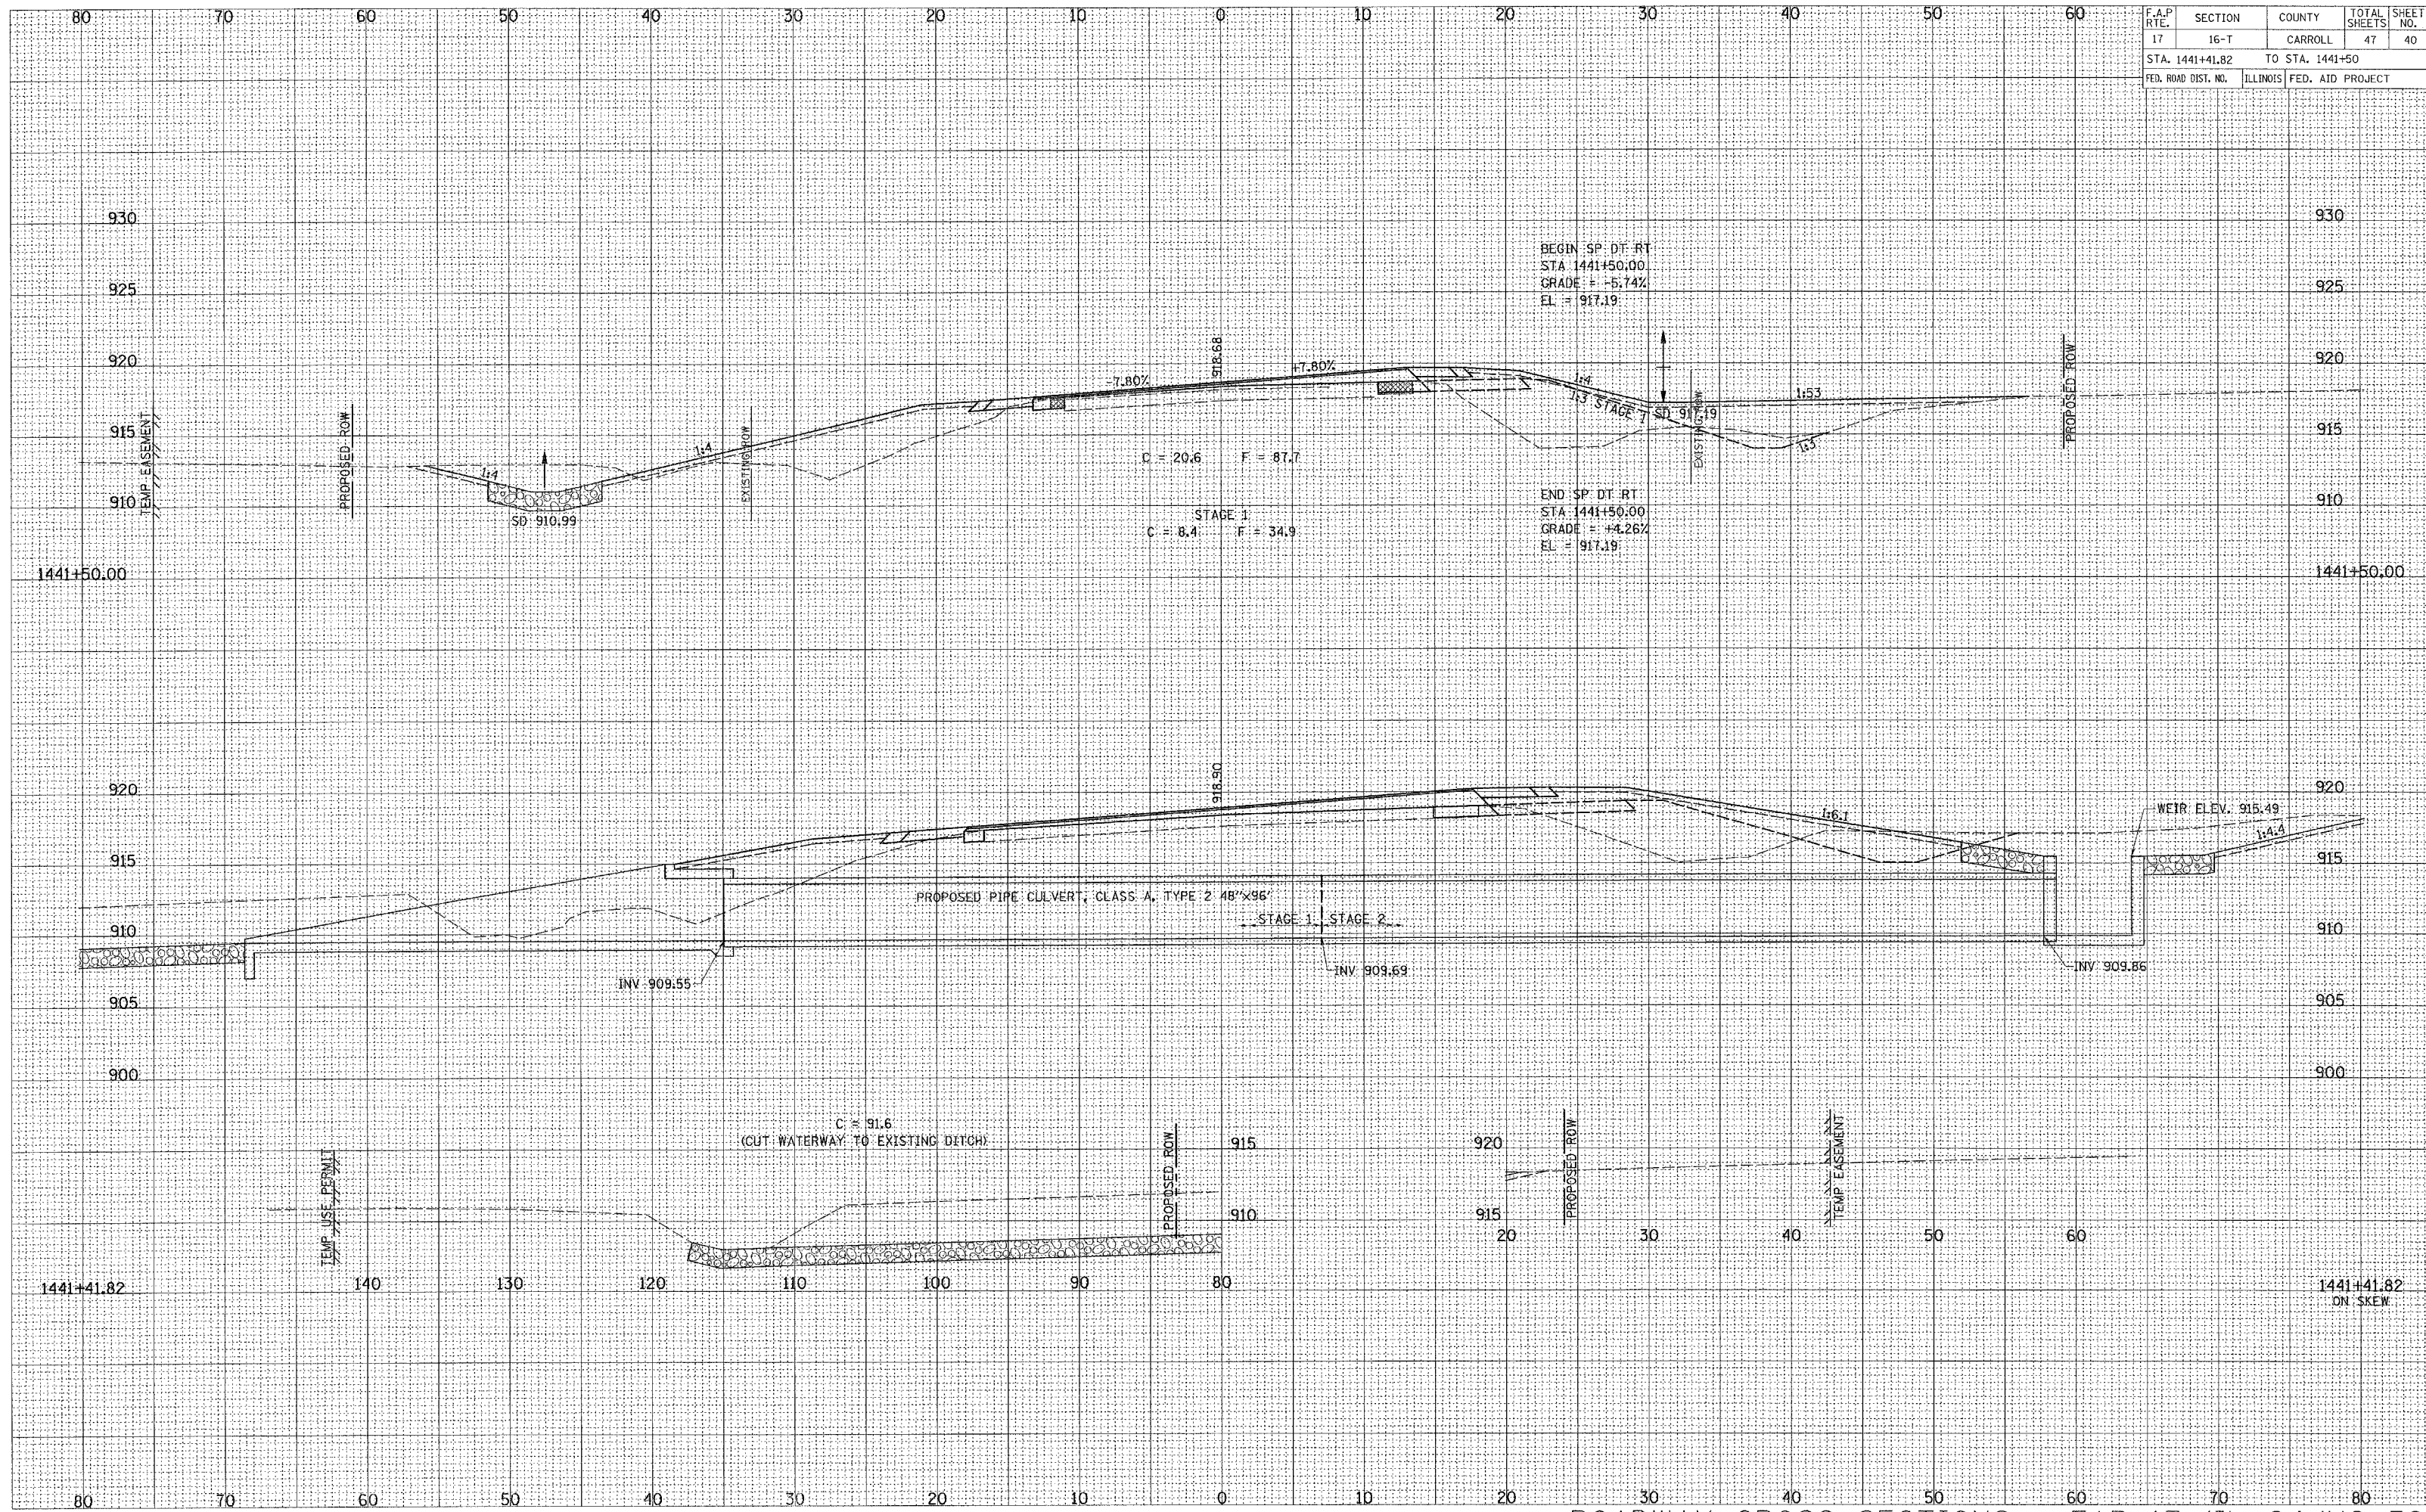 80 70 60 50 40 30 20 10 0 10 20 30 40 50 60
F.A.P RTE. SECTION COUNTY TOTAL SHEETS SHEET NO.
17 16-T CARROLL 47 40
STA. 1441+41.82 TO STA. 1441+50
FED. ROAD DIST. NO. ILLINOIS FED. AID PROJECT
930 930
BEGIN SP DT RT
STA 1441+50.00
GRADE = -5.74%
EL = 917.19
925 925
920 920
918.68
-7.80% +7.80%
1:4
1:3 STAGE 1
SD 917.19
1:53
1:3
TEMP EASEMENT
PROPOSED ROW
EXISTING ROW
EXISTING ROW
PROPOSED ROW
915 915
1:4
1:4
C = 20.6 F = 87.7
910 910
SD 910.99
STAGE 1
C = 8.4 F = 34.9
END SP DT RT
STA 1441+50.00
GRADE = +4.26%
EL = 917.19
1441+50.00 1441+50.00
918.90
920 920
WEIR ELEV. 915.49
1:6.1
1:4.4
915 915
PROPOSED PIPE CULVERT, CLASS A, TYPE 2 48"x96'
STAGE 1 STAGE 2
910 910
INV 909.55
INV 909.69
INV 909.86
905 905
900 900
C = 91.6
(CUT WATERWAY TO EXISTING DITCH)
TEMP USE PERMIT
PROPOSED ROW
915
910
920
915
PROPOSED ROW
TEMP EASEMENT
20 30 40 50 60
140 130 120 110 100 90 80
1441+41.82 1441+41.82
ON SKEW
80 70 60 50 40 30 20 10 0 10 20 30 40 50 60 70 80